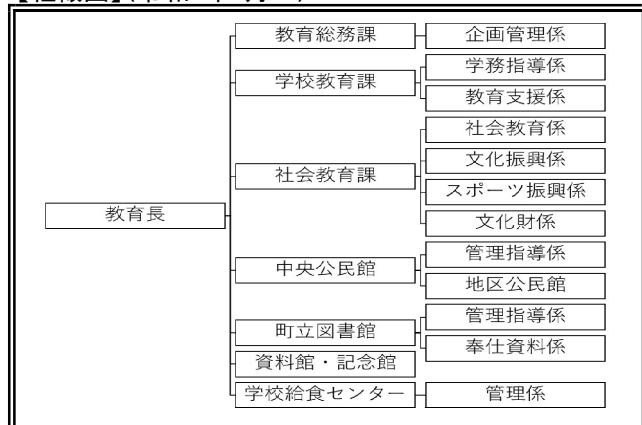 教育長
教育総務課
企画管理係
学校教育課
学務指導係
教育支援係
社会教育課
社会教育係
文化振興係
スポーツ振興係
文化財係
中央公民館
管理指導係
地区公民館
町立図書館
管理指導係
奉仕資料係
資料館・記念館
学校給食センター
管理係